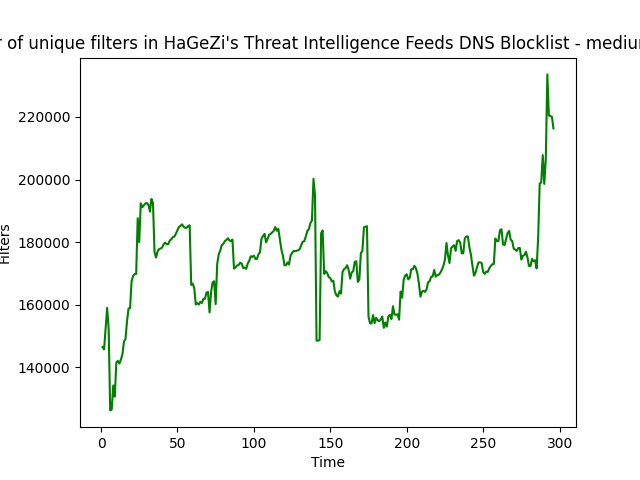 of unique filters in HaGeZi's Threat Intelligence Feeds DNS Blocklist -
220000
200000
180000
160000
140000
Filters
0 50 100 150 200 250 300
Time